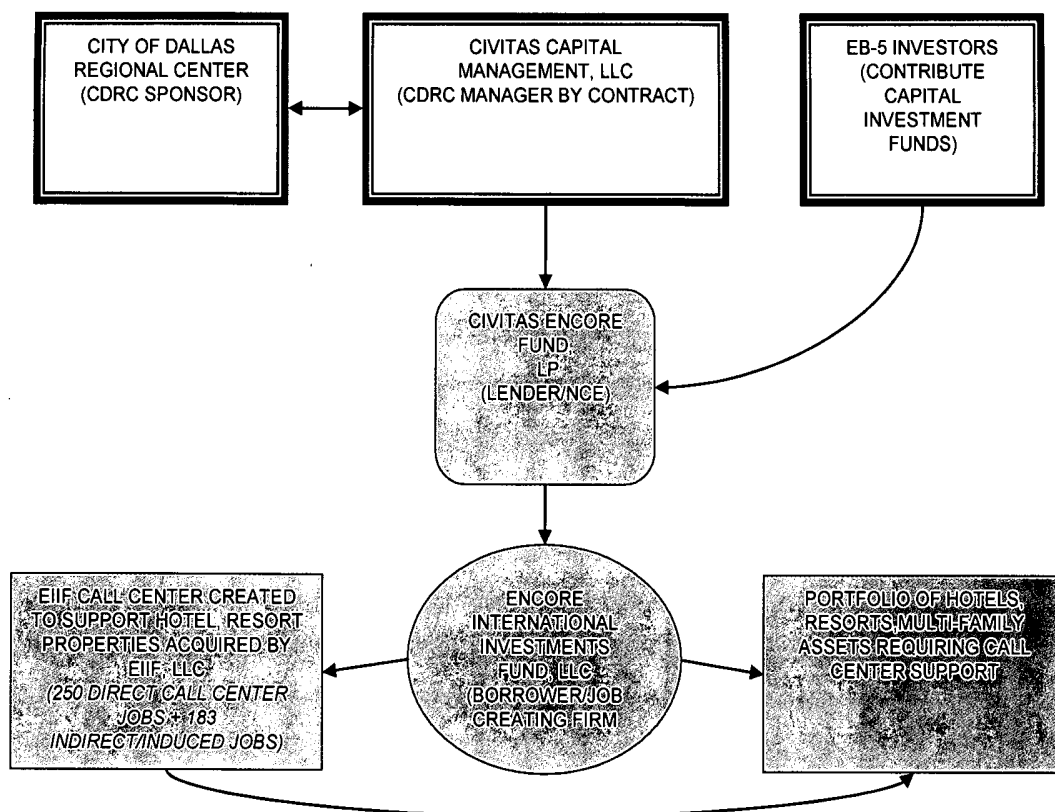 CITY OF DALLAS
REGIONAL CENTER
(CDRC SPONSOR)
CIVITAS CAPITAL
MANAGEMENT, LLC
(CDRC MANAGER BY CONTRACT)
EB-5 INVESTORS
(CONTRIBUTE
CAPITAL
INVESTMENT
FUNDS)
CIVITAS ENCORE
FUND,
LP
(LENDER/NCE)
EIIF CALL CENTER CREATED
TO SUPPORT HOTEL, RESORT
PROPERTIES ACQUIRED BY
EIIF, LLC
(250 DIRECT CALL CENTER
JOBS + 183
INDIRECT/INDUCED JOBS)
ENCORE
INTERNATIONAL
INVESTMENTS
FUND, LLC
(BORROWER/JOB
CREATING FIRM
PORTFOLIO OF HOTELS,
RESORTS, MULTI-FAMILY
ASSETS REQUIRING CALL
CENTER SUPPORT